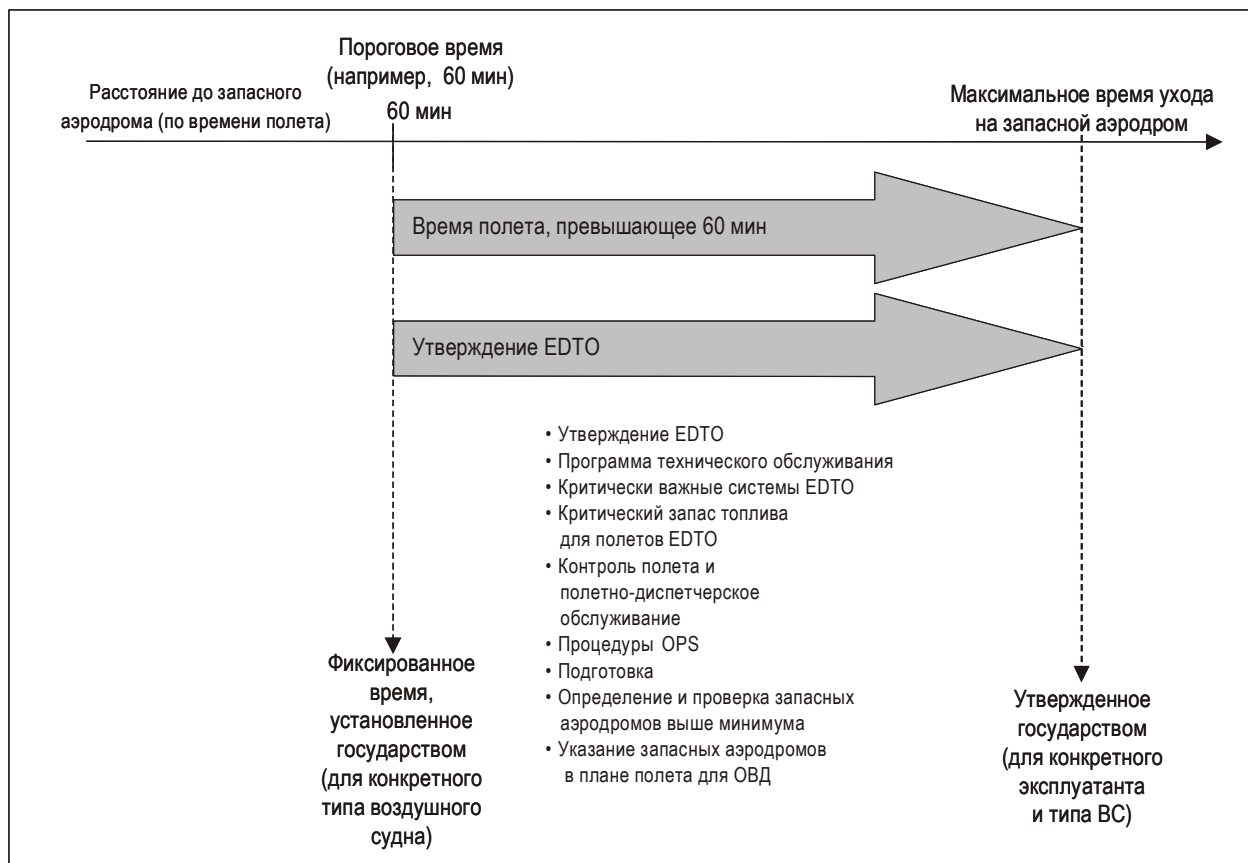 Пороговое время
(например, 60 мин)
60 мин
Расстояние до запасного
аэродрома (по времени полета)
Максимальное время ухода
на запасной аэродром
Время полета, превышающее 60 мин
Утверждение EDTO
• Утверждение EDTO
• Программа технического обслуживания
• Критически важные системы EDTO
• Критический запас топлива
для полетов EDTO
• Контроль полета и
полетно-диспетчерское
обслуживание
• Процедуры OPS
• Подготовка
• Определение и проверка запасных
аэродромов выше минимума
• Указание запасных аэродромов
в плане полета для ОВД
Фиксированное
время,
установленное
государством
(для конкретного
типа воздушного
судна)
Утвержденное
государством
(для конкретного
эксплуатанта
и типа ВС)